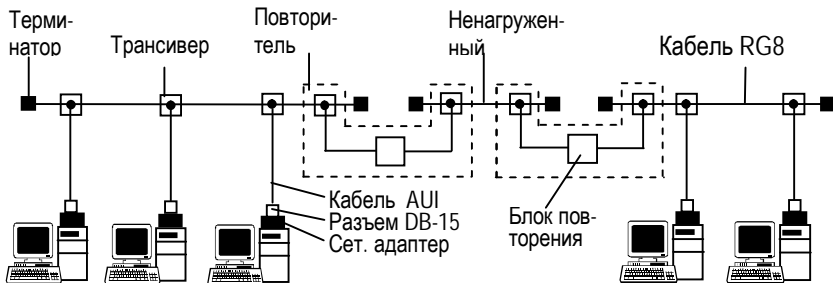 Терми-
натор
Трансивер
Повтори-
тель
Ненагружен-
ный
Кабель RG8
Кабель AUI
Разъем DB-15
Сет. адаптер
Блок пов-
торения